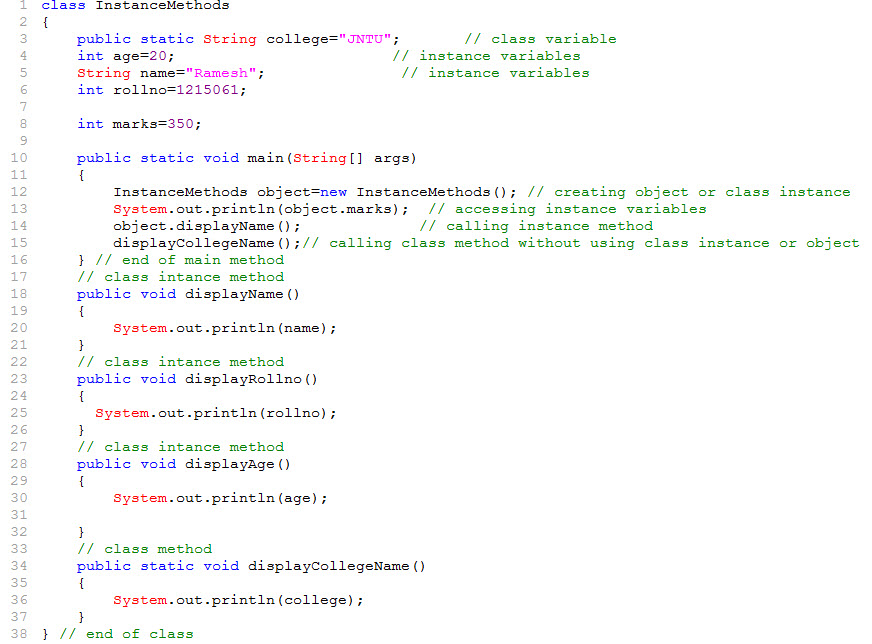 1 class InstanceMethods
2 {
3     public static String college="JNTU";       // class variable
4     int age=20;                        // instance variables
5     String name="Ramesh";               // instance variables
6     int rollno=1215061;
7
8     int marks=350;
9
10     public static void main(String[] args)
11     {
12         InstanceMethods object=new InstanceMethods(); // creating object or class instance
13         System.out.println(object.marks);  // accessing instance variables
14         object.displayName();             // calling instance method
15         displayCollegeName();// calling class method without using class instance or object
16     } // end of main method
17     // class intance method
18     public void displayName()
19     {
20         System.out.println(name);
21     }
22     // class intance method
23     public void displayRollno()
24     {
25       System.out.println(rollno);
26     }
27     // class intance method
28     public void displayAge()
29     {
30         System.out.println(age);
31
32     }
33     // class method
34     public static void displayCollegeName()
35     {
36         System.out.println(college);
37     }
38 } // end of class